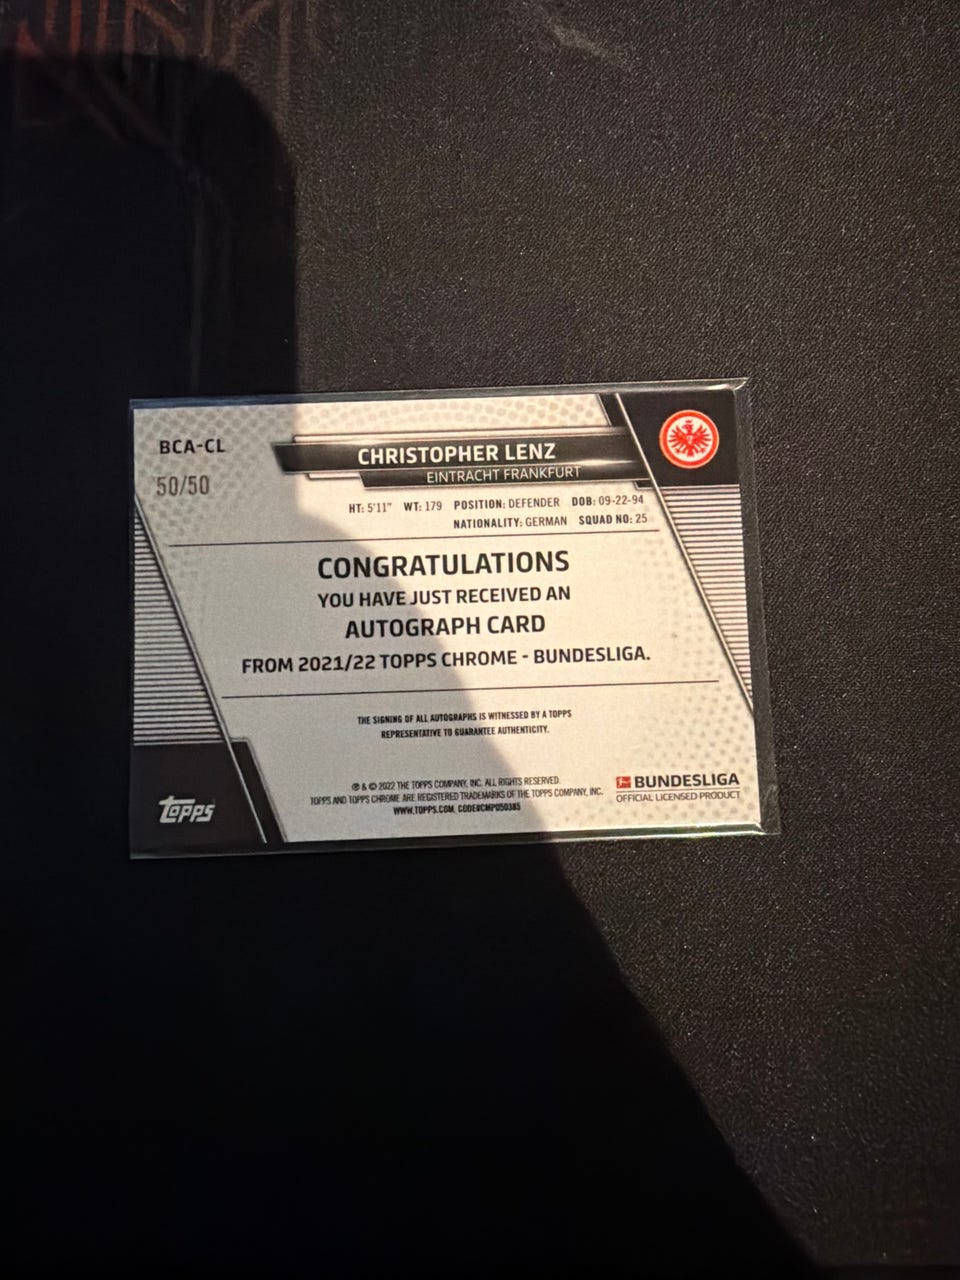 BCA-CL
50/50
CHRISTOPHER LENZ
EINTRACHT FRANKFURT
HT: 5'11" WT: 179 POSITION: DEFENDER DOB: 09-22-94
NATIONALITY: GERMAN SQUAD NO: 25
CONGRATULATIONS
YOU HAVE JUST RECEIVED AN
AUTOGRAPH CARD
FROM 2021/22 TOPPS CHROME - BUNDESLIGA.
THE SIGNING OF ALL AUTOGRAPHS IS WITNESSED BY A TOPPS
REPRESENTATIVE TO GUARANTEE AUTHENTICITY.
℗ & © 2022 THE TOPPS COMPANY, INC. ALL RIGHTS RESERVED.
TOPPS AND TOPPS CHROME ARE REGISTERED TRADEMARKS OF THE TOPPS COMPANY, INC.
WWW.TOPPS.COM. CODE#CMP050385
topps
BUNDESLIGA
OFFICIAL LICENSED PRODUCT